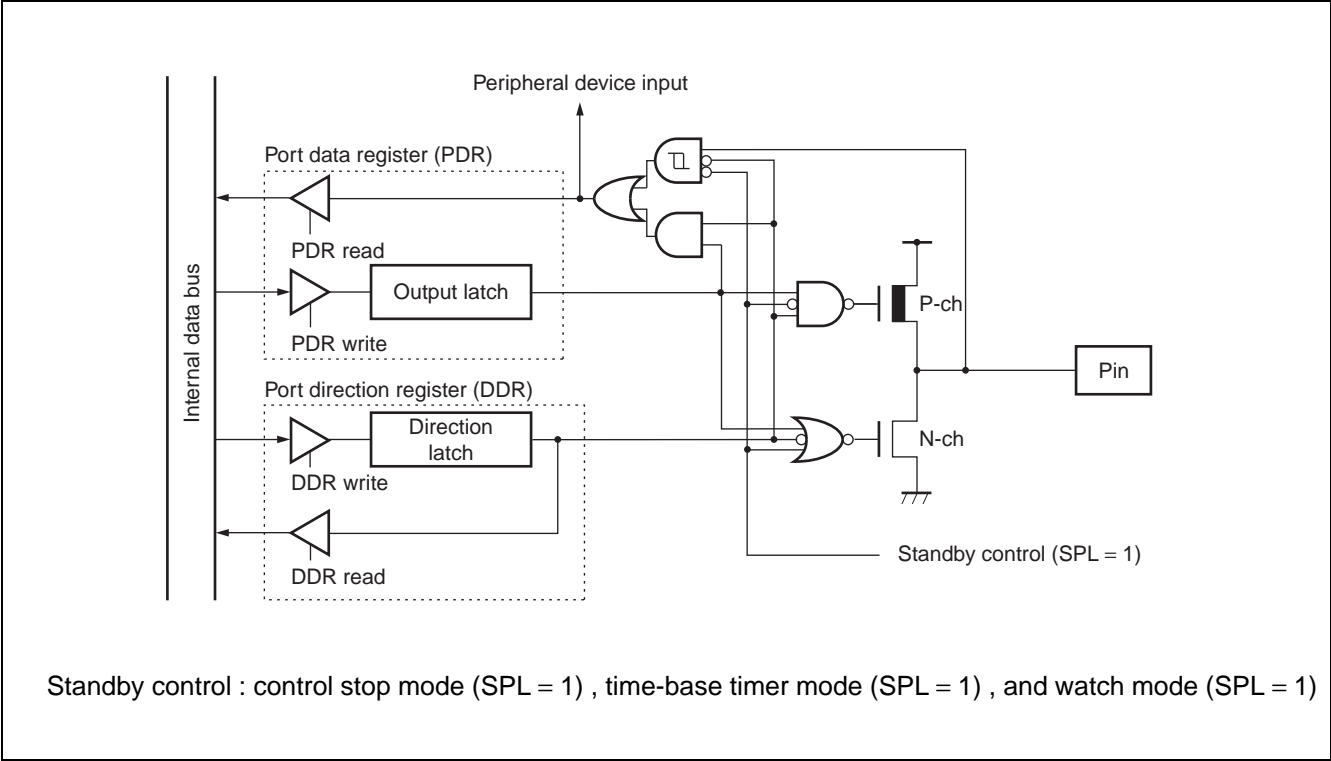 Peripheral device input
Port data register (PDR)
PDR read
Output latch
PDR write
Internal data bus
P-ch
Pin
Port direction register (DDR)
Direction
latch
N-ch
DDR write
DDR read
Standby control (SPL = 1)
Standby control : control stop mode (SPL = 1) , time-base timer mode (SPL = 1) , and watch mode (SPL = 1)